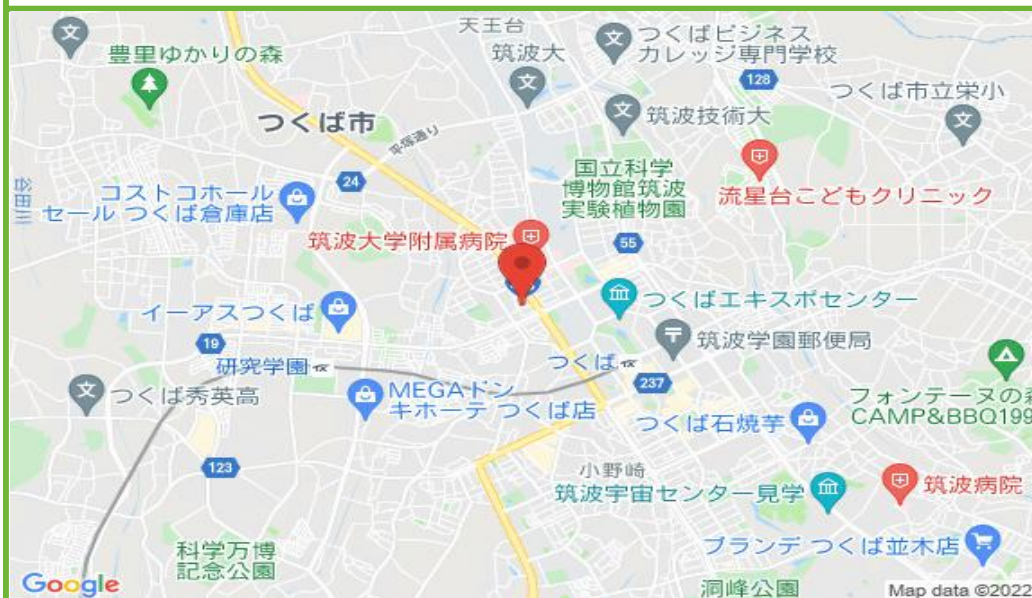 天王台
豊里ゆかりの森
筑波大
つくばビジネス
カレッジ専門学校
128
つくば市立栄小
つくば市
平塚通り
筑波技術大
国立科学
博物館筑波
実験植物園
流星台こどもクリニック
谷田川
24
コストコホール
セール つくば倉庫店
筑波大学附属病院
55
イーアスつくば
つくばエキスポセンター
19
研究学園
つくば
筑波学園郵便局
つくば秀英高
MEGAドン
キホーテ つくば店
237
フォンテーヌの森
CAMP&BBQ199
つくば石焼芋
123
小野崎
筑波宇宙センター見学
筑波病院
科学万博
記念公園
ブランデ つくば並木店
洞峰公園
Google
Map data ©2022